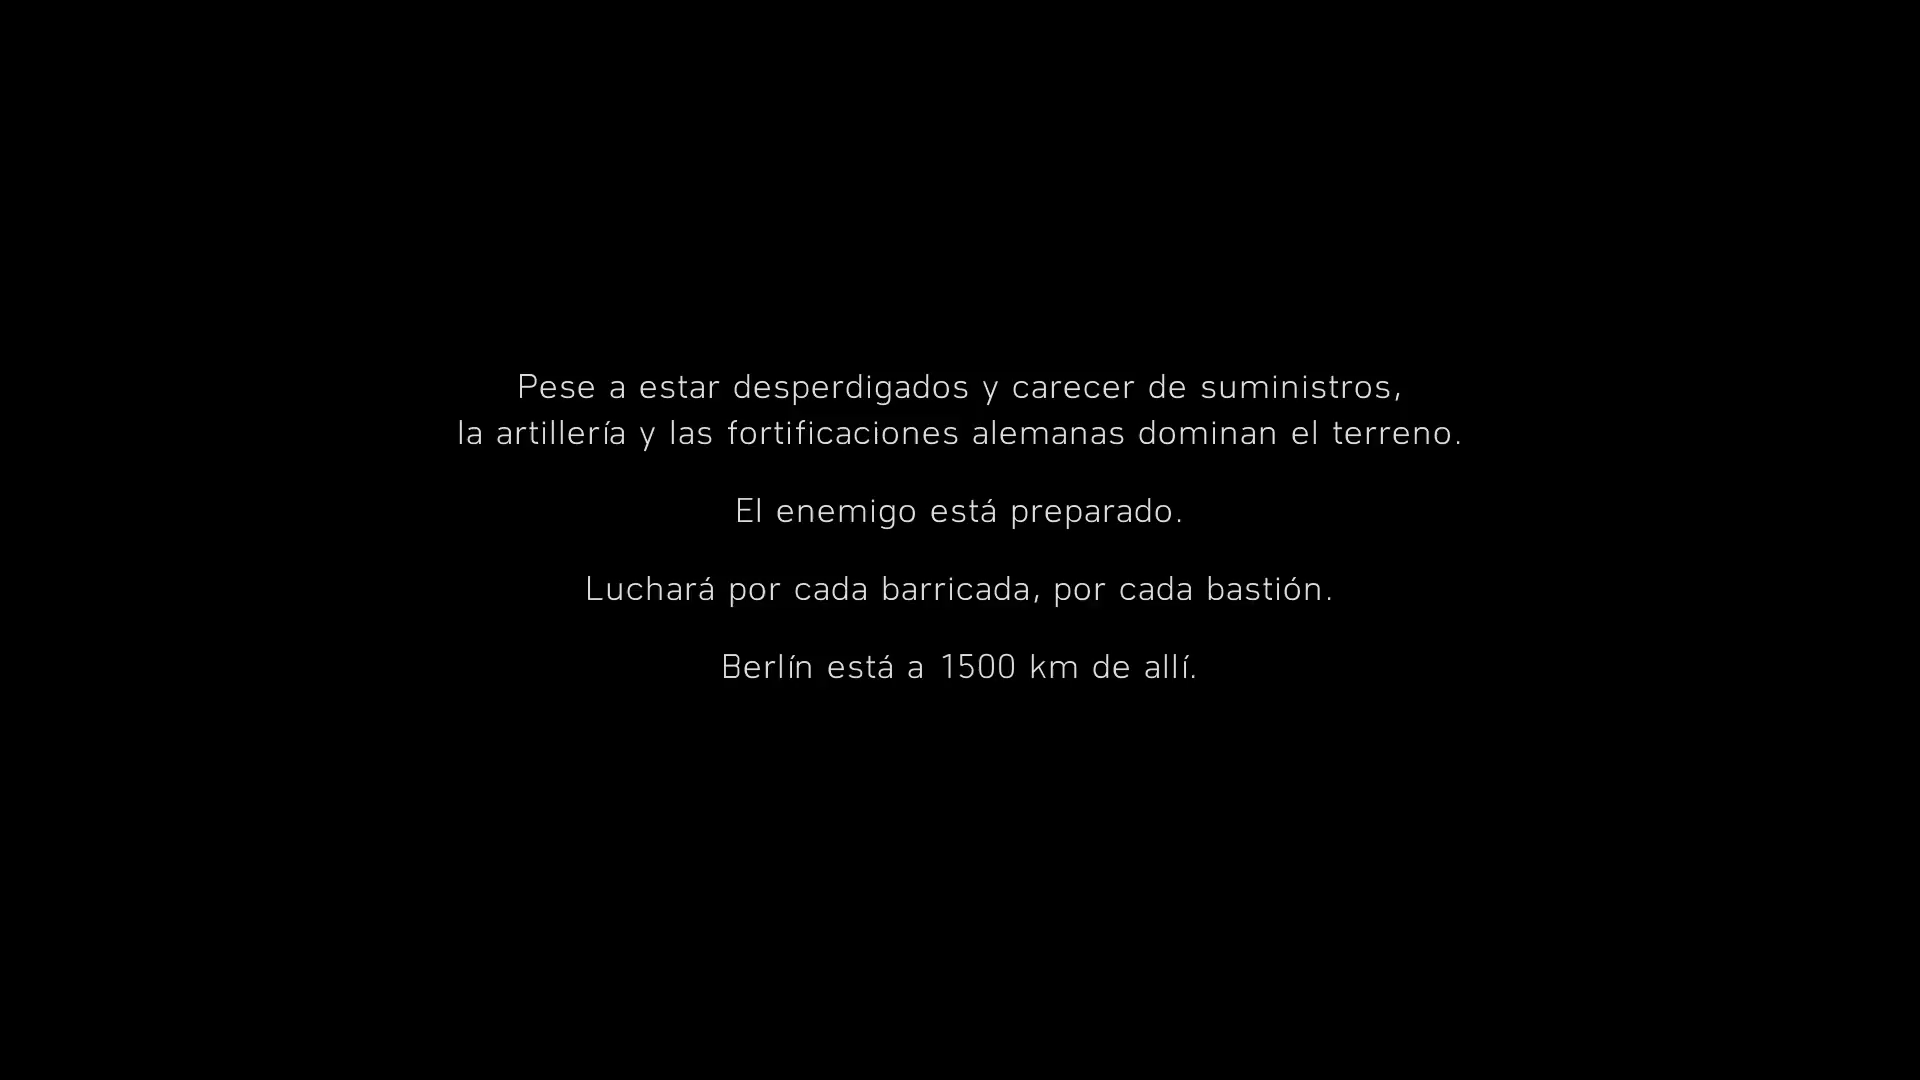 Pese a estar desperdigados y carecer de suministros,
la artillería y las fortificaciones alemanas dominan el terreno.
El enemigo está preparado.
Luchará por cada barricada, por cada bastión.
Berlín está a 1500 km de allí.